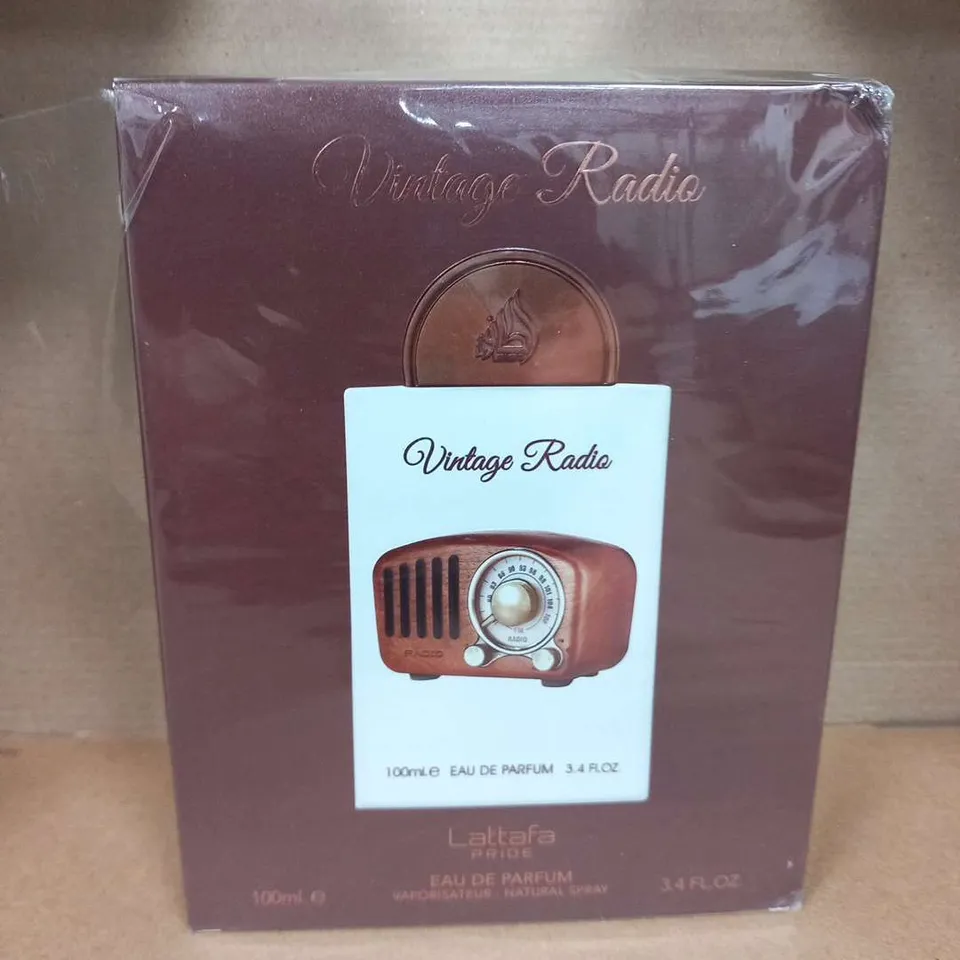 Vintage Radio
Vintage Radio
RADIO
RADIO
100ml.e EAU DE PARFUM 3.4 FL.OZ.
Lattafa
PRIDE
EAU DE PARFUM
100ml. e VAPORISATEUR . NATURAL SPRAY 3.4 FL.OZ